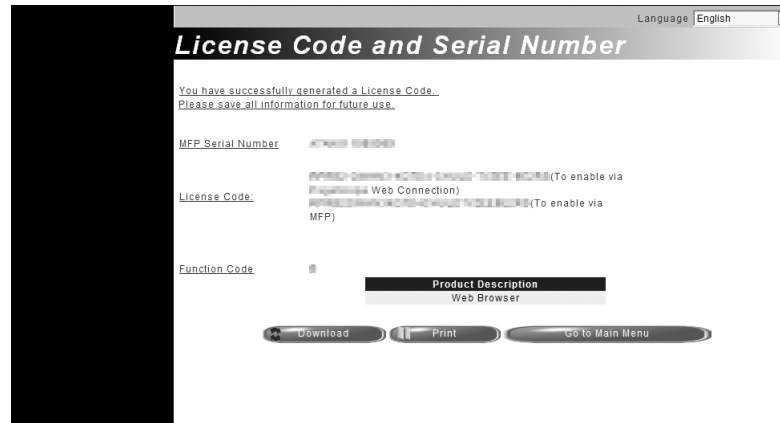 Language English
License Code and Serial Number
You have successfully generated a License Code.
Please save all information for future use.
MFP Serial Number
(To enable via
License Code: Web Connection)
(To enable via
MFP)
Function Code
Product Description
Web Browser
Download Print Go to Main Menu